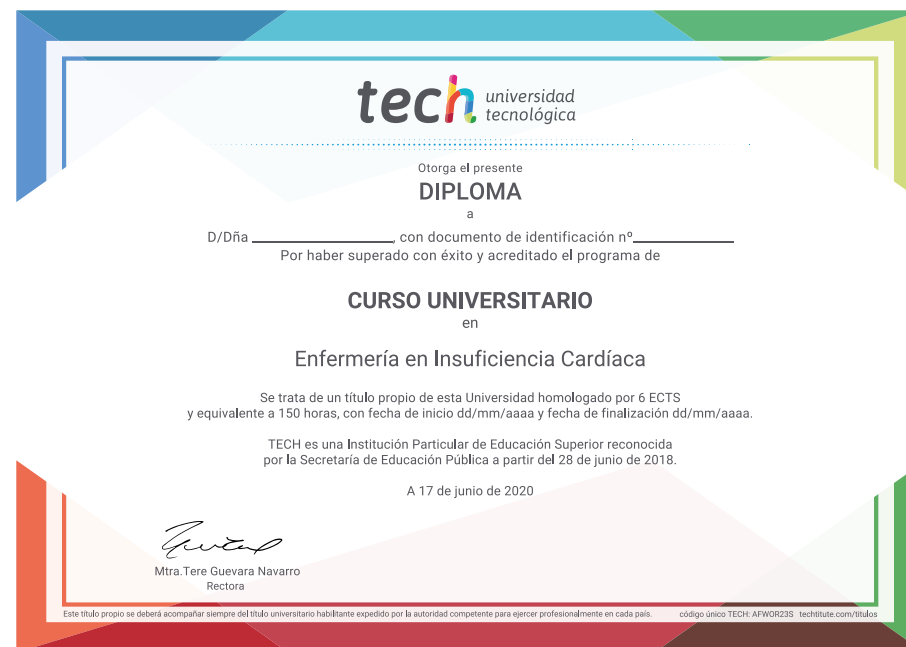 tech universidad
tecnológica
Otorga el presente
DIPLOMA
a
D/Dña ____________________, con documento de identificación nº______________
Por haber superado con éxito y acreditado el programa de
CURSO UNIVERSITARIO
en
Enfermería en Insuficiencia Cardíaca
Se trata de un título propio de esta Universidad homologado por 6 ECTS
y equivalente a 150 horas, con fecha de inicio dd/mm/aaaa y fecha de finalización dd/mm/aaaa.
TECH es una Institución Particular de Educación Superior reconocida
por la Secretaría de Educación Pública a partir del 28 de junio de 2018.
A 17 de junio de 2020
Mtra.Tere Guevara Navarro
Rectora
Este título propio se deberá acompañar siempre del título universitario habilitante expedido por la autoridad competente para ejercer profesionalmente en cada país. código único TECH: AFWOR23S techtitute.com/títulos